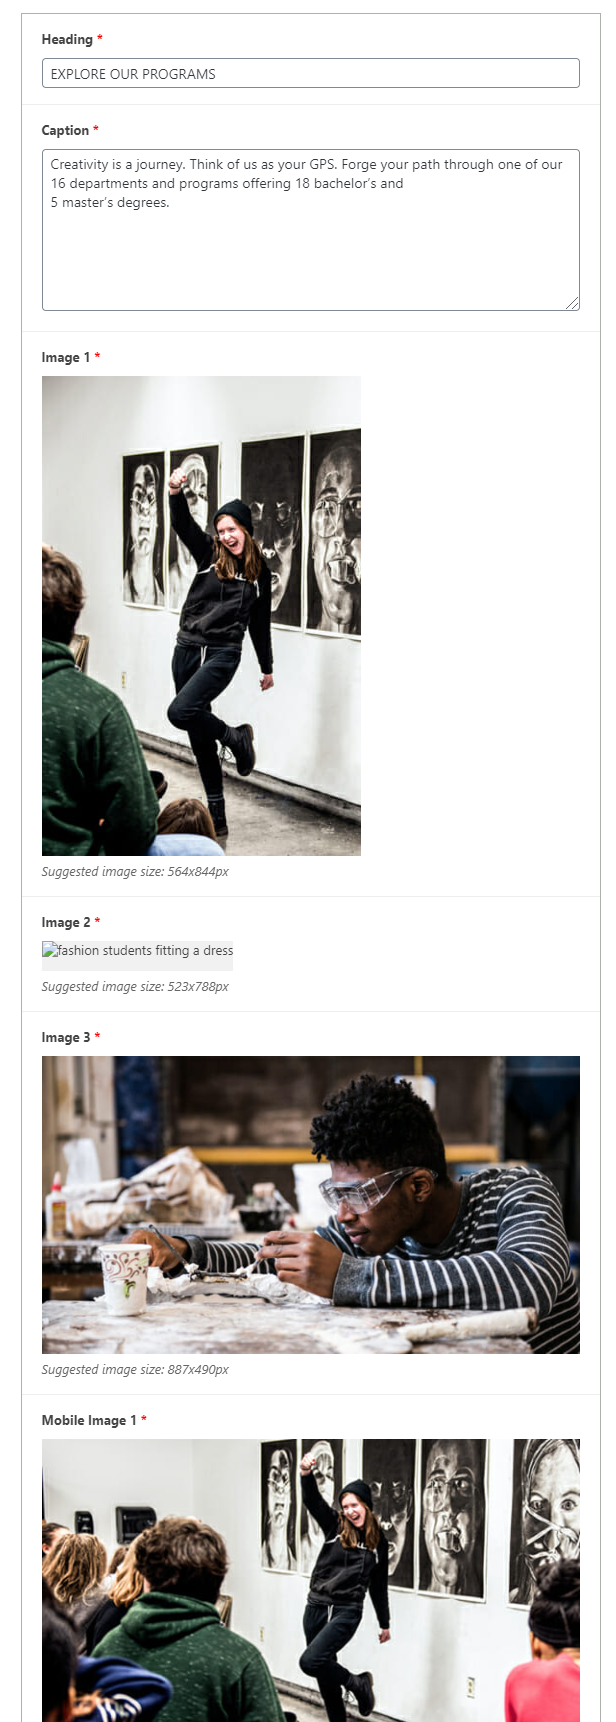 Heading *
EXPLORE OUR PROGRAMS
Caption *
Creativity is a journey. Think of us as your GPS. Forge your path through one of our
16 departments and programs offering 18 bachelor’s and
5 master’s degrees.
Image 1 *
Suggested image size: 564x844px
Image 2 *
fashion students fitting a dress
Suggested image size: 523x788px
Image 3 *
Suggested image size: 887x490px
Mobile Image 1 *